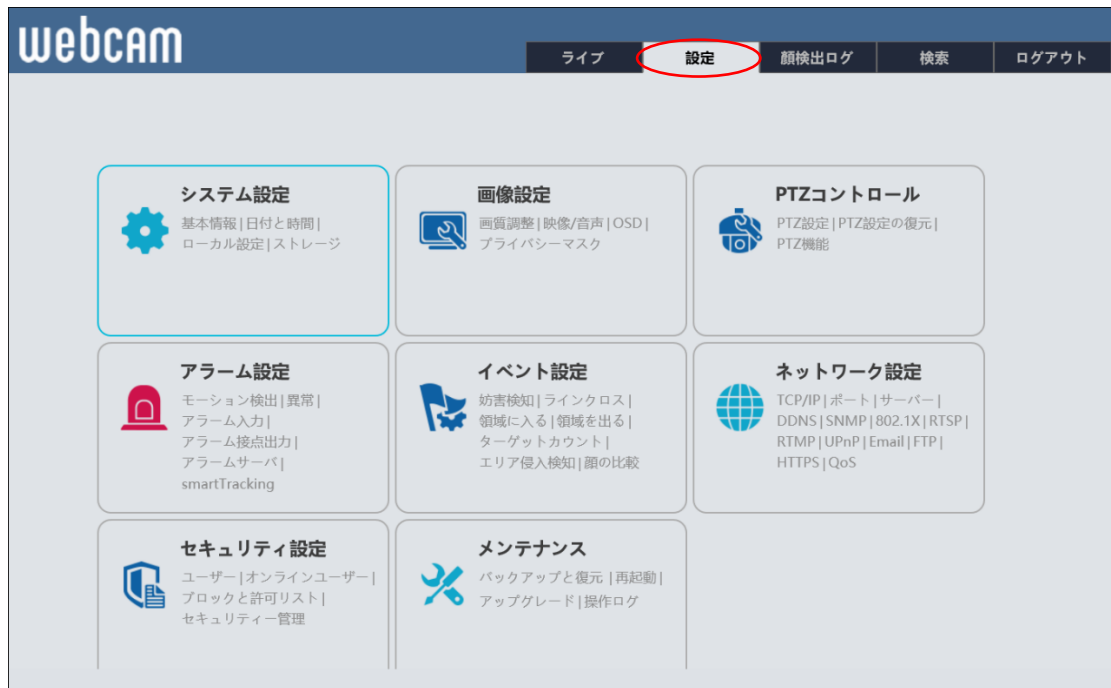 webcam
ライブ
設定
顔検出ログ
検索
ログアウト
システム設定
基本情報|日付と時間|
ローカル設定|ストレージ
画像設定
画質調整|映像/音声|OSD|
プライバシーマスク
PTZコントロール
PTZ設定|PTZ設定の復元|
PTZ機能
アラーム設定
モーション検出|異常|
アラーム入力|
アラーム接点出力|
アラームサーバ|
smartTracking
イベント設定
妨害検知|ラインクロス|
領域に入る|領域を出る|
ターゲットカウント|
エリア侵入検知|顔の比較
ネットワーク設定
TCP/IP|ポート|サーバー|
DDNS|SNMP|802.1X|RTSP|
RTMP|UPnP|Email|FTP|
HTTPS|QoS
セキュリティ設定
ユーザー|オンラインユーザー|
ブロックと許可リスト|
セキュリティー管理
メンテナンス
バックアップと復元|再起動|
アップグレード|操作ログ